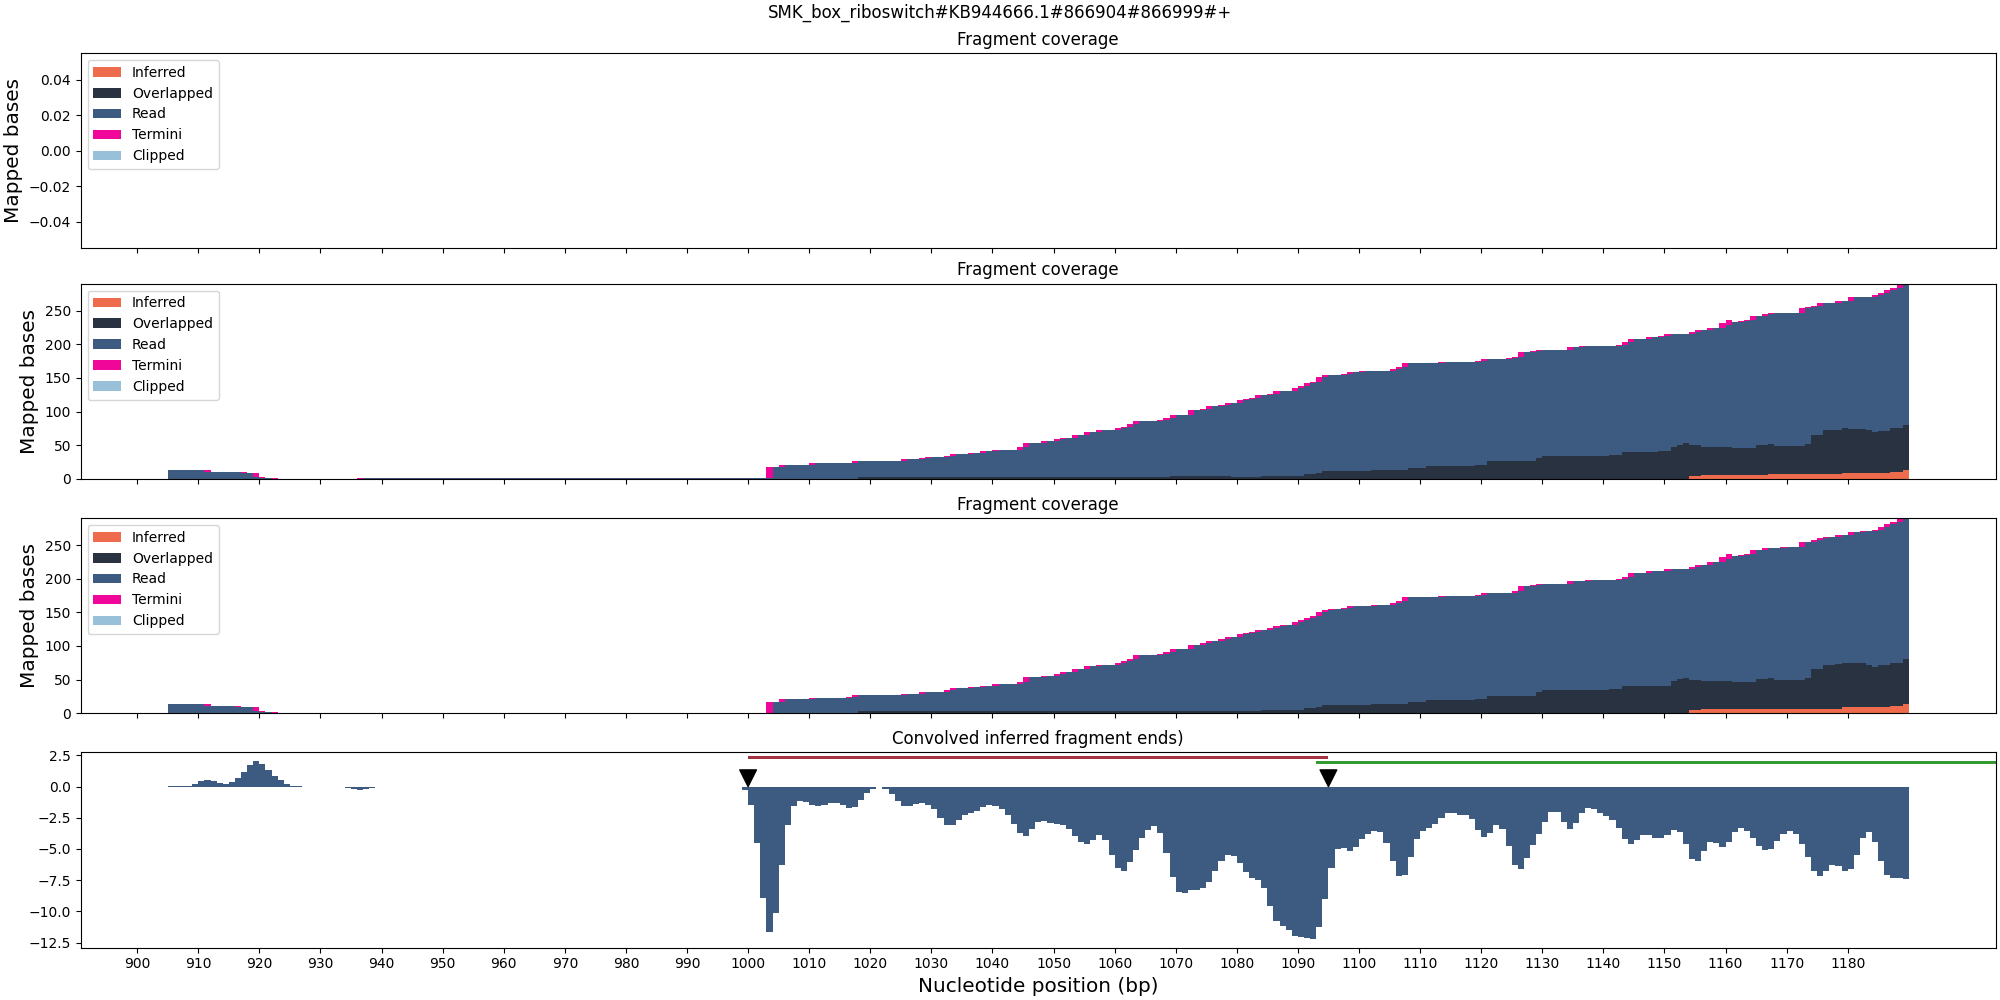 SMK_box_riboswitch#KB944666.1#866904#866999#+
Fragment coverage
Mapped bases
0.04
0.02
0.00
−0.02
−0.04
Inferred
Overlapped
Read
Termini
Clipped
Fragment coverage
Mapped bases
250
200
150
100
50
0
Inferred
Overlapped
Read
Termini
Clipped
Fragment coverage
Mapped bases
250
200
150
100
50
0
Inferred
Overlapped
Read
Termini
Clipped
Convolved inferred fragment ends)
2.5
0.0
−2.5
−5.0
−7.5
−10.0
−12.5
900 910 920 930 940 950 960 970 980 990 1000 1010 1020 1030 1040 1050 1060 1070 1080 1090 1100 1110 1120 1130 1140 1150 1160 1170 1180
Nucleotide position (bp)